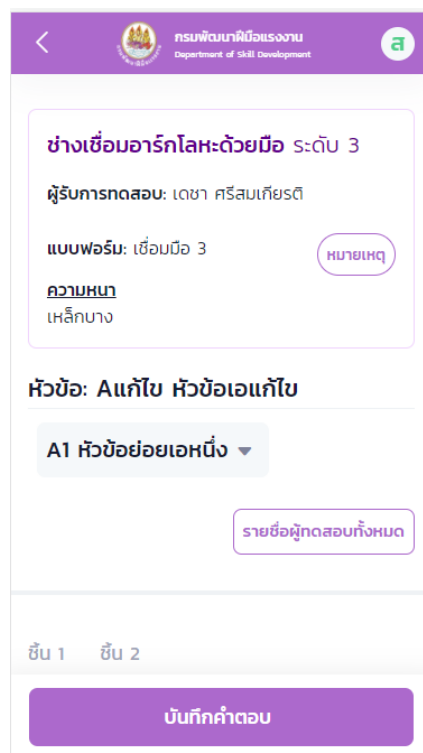 กรมพัฒนาฝีมือแรงงาน
Department of Skill Development
ส
ช่างเชื่อมอาร์กโลหะด้วยมือ ระดับ 3
ผู้รับการทดสอบ: เดชา ศรีสมเกียรติ
แบบฟอร์ม: เชื่อมมือ 3
หมายเหตุ
ความหนา
เหล็กบาง
หัวข้อ: Aแก้ไข หัวข้อเอแก้ไข
A1 หัวข้อย่อยเอหนึ่ง
รายชื่อผู้ทดสอบทั้งหมด
ชิ้น 1 ชิ้น 2
บันทึกคำตอบ